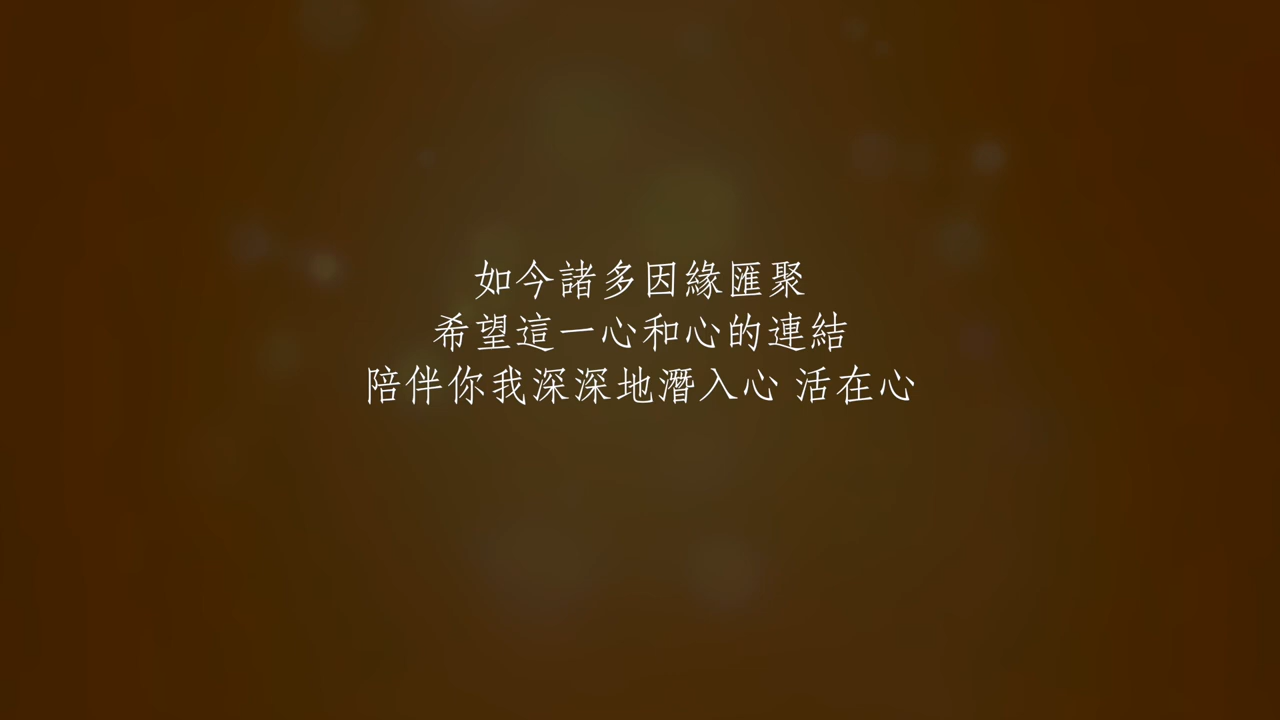 如今諸多因緣匯聚
希望這一心和心的連結
陪伴你我深深地潛入心 活在心